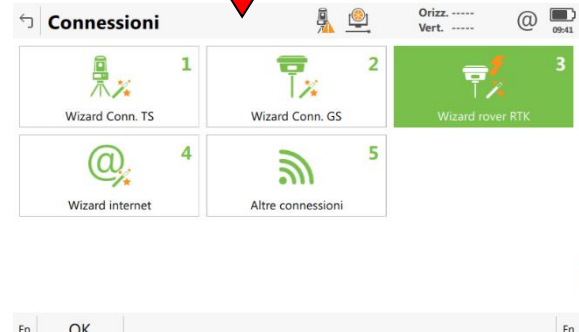 Connessioni
Orizz. -----
Vert. -----
@
09:41
1
Wizard Conn. TS
2
Wizard Conn. GS
3
Wizard rover RTK
@
4
Wizard internet
5
Altre connessioni
Fn
OK
Fn